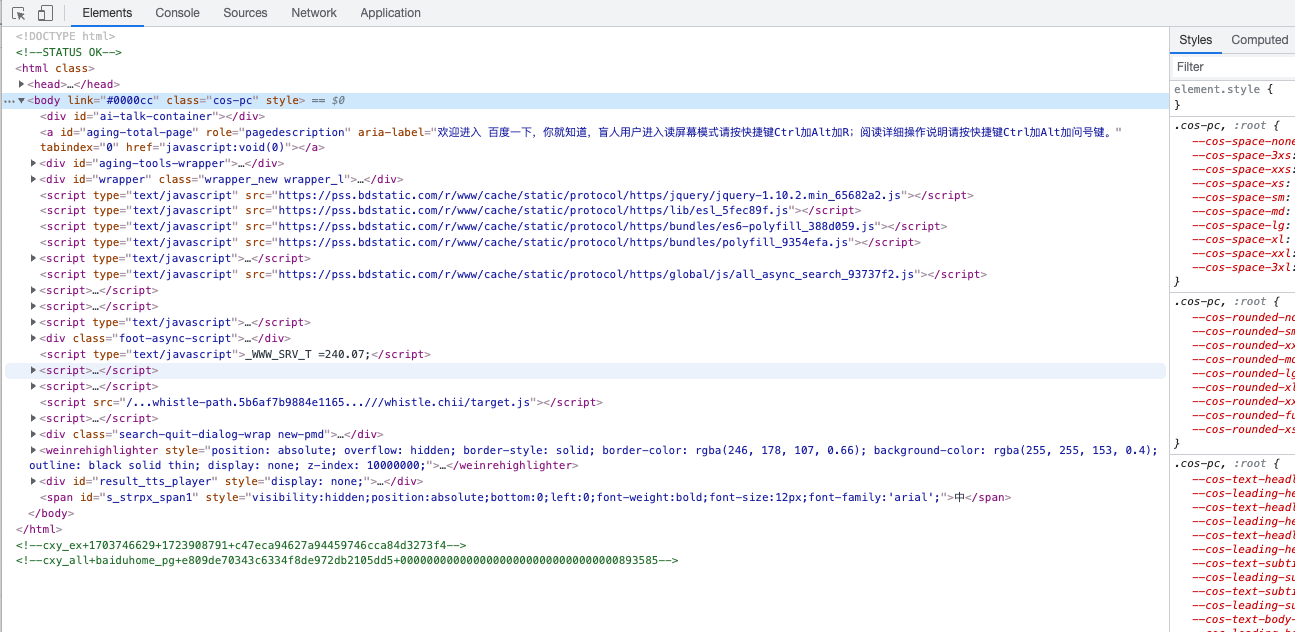 Elements Console Sources Network Application
<!DOCTYPE html>
<!--STATUS OK-->
<html class>
<head>…</head>
<body link="#0000cc" class="cos-pc" style> == $0
<div id="ai-talk-container"></div>
<a id="aging-total-page" role="pagedescription" aria-label="欢迎进入 百度一下，你就知道，盲人用户进入读屏幕模式请按快捷键Ctrl加Alt加R；阅读详细操作说明请按快捷键Ctrl加Alt加问号键。"
tabindex="0" href="javascript:void(0)"></a>
<div id="aging-tools-wrapper">…</div>
<div id="wrapper" class="wrapper_new wrapper_l">…</div>
<script type="text/javascript" src="https://pss.bdstatic.com/r/www/cache/static/protocol/https/jquery/jquery-1.10.2.min_65682a2.js"></script>
<script type="text/javascript" src="https://pss.bdstatic.com/r/www/cache/static/protocol/https/lib/esl_5fec89f.js"></script>
<script type="text/javascript" src="https://pss.bdstatic.com/r/www/cache/static/protocol/https/bundles/es6-polyfill_388d059.js"></script>
<script type="text/javascript" src="https://pss.bdstatic.com/r/www/cache/static/protocol/https/bundles/polyfill_9354efa.js"></script>
<script type="text/javascript">…</script>
<script type="text/javascript" src="https://pss.bdstatic.com/r/www/cache/static/protocol/https/global/js/all_async_search_93737f2.js"></script>
<script>…</script>
<script>…</script>
<script type="text/javascript">…</script>
<div class="foot-async-script">…</div>
<script type="text/javascript">_WWW_SRV_T =240.07;</script>
<script>…</script>
<script>…</script>
<script src="/...whistle-path.5b6af7b9884e1165...///whistle.chii/target.js"></script>
<script>…</script>
<div class="search-quit-dialog-wrap new-pmd">…</div>
<weinrehighlighter style="position: absolute; overflow: hidden; border-style: solid; border-color: rgba(246, 178, 107, 0.66); background-color: rgba(255, 255, 153, 0.4);
outline: black solid thin; display: none; z-index: 10000000;">…</weinrehighlighter>
<div id="result_tts_player" style="display: none;">…</div>
<span id="s_strpx_span1" style="visibility:hidden;position:absolute;bottom:0;left:0;font-weight:bold;font-size:12px;font-family:'arial';">中</span>
</body>
</html>
<!--cxy_ex+1703746629+1723908791+c47eca94627a94459746cca84d3273f4-->
<!--cxy_all+baiduhome_pg+e809de70343c6334f8de972db2105dd5+00000000000000000000000000000000893585-->
Styles Computed
Filter
element.style {
}
.cos-pc, :root {
--cos-space-none
--cos-space-3xs:
--cos-space-xxs:
--cos-space-xs:
--cos-space-sm:
--cos-space-md:
--cos-space-lg:
--cos-space-xl:
--cos-space-xxl:
--cos-space-3xl:
}
.cos-pc, :root {
--cos-rounded-no
--cos-rounded-sm
--cos-rounded-xx
--cos-rounded-md
--cos-rounded-lg
--cos-rounded-xl
--cos-rounded-xx
--cos-rounded-fu
--cos-rounded-xs
}
.cos-pc, :root {
--cos-text-headl
--cos-leading-he
--cos-text-headl
--cos-leading-he
--cos-text-headl
--cos-leading-he
--cos-text-subti
--cos-leading-su
--cos-text-subti
--cos-leading-su
--cos-text-body-